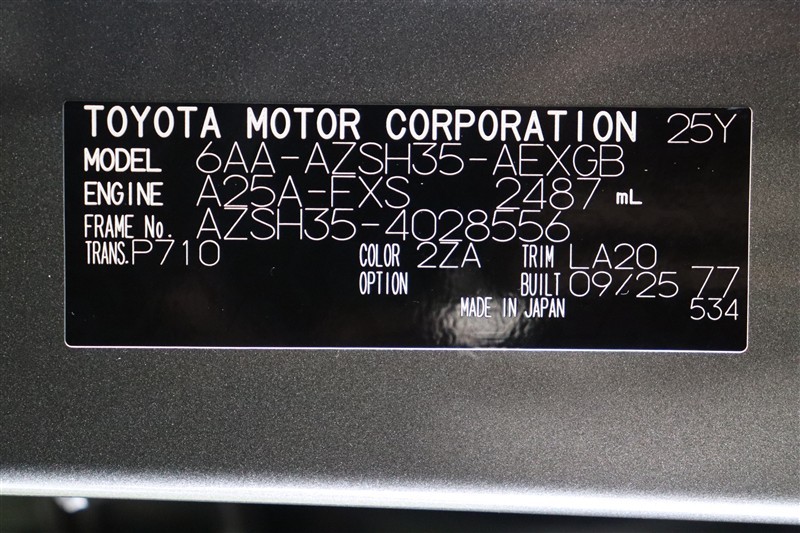 TOYOTA MOTOR CORPORATION 25Y
MODEL 6AA-AZSH35-AEXGB
ENGINE A25A-FXS 2487 mL
FRAME No. AZSH35-4028556
TRANS. P710 COLOR 2ZA TRIM LA20
OPTION BUILT 09/25 77
MADE IN JAPAN 534